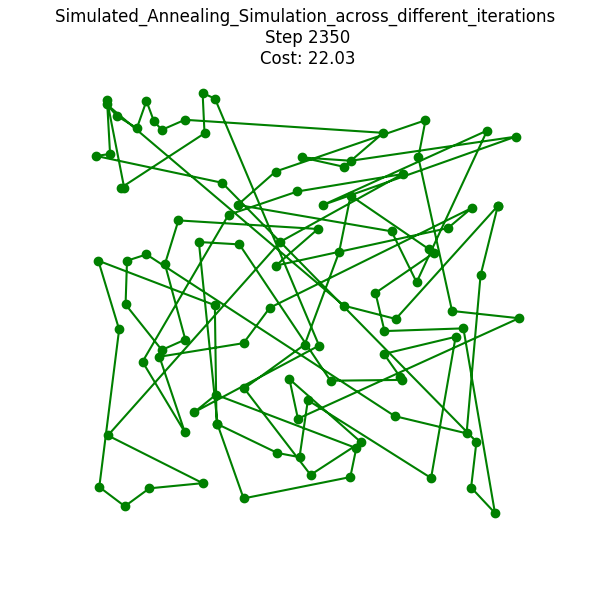 Simulated_Annealing_Simulation_across_different_iterations
Step 2350
Cost: 22.03